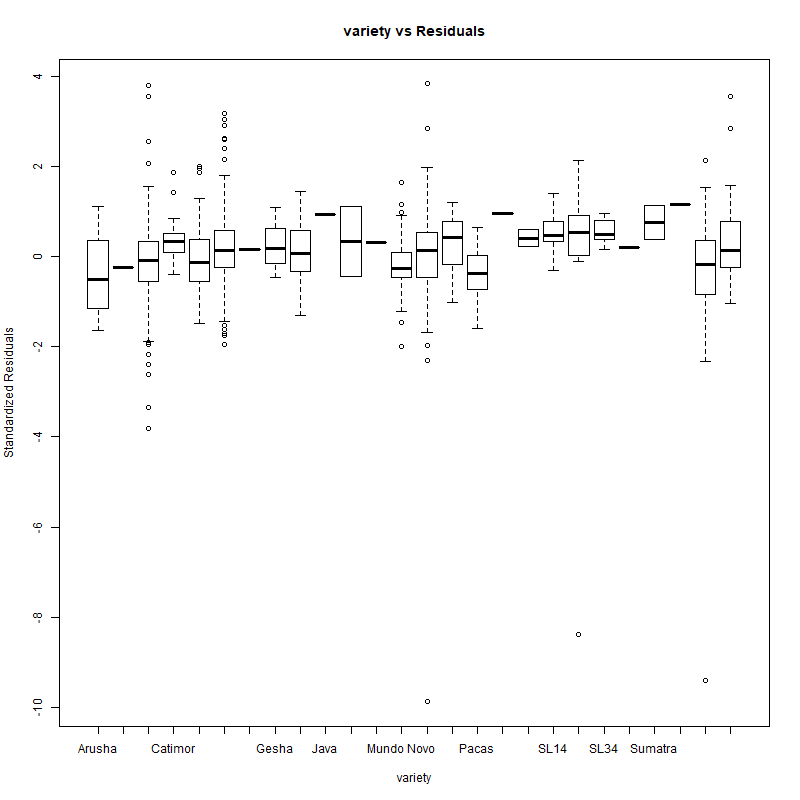 variety vs Residuals
Standardized Residuals
4
2
0
-2
-4
-6
-8
-10
Arusha Catimor Gesha Java Mundo Novo Pacas SL14 SL34 Sumatra
variety